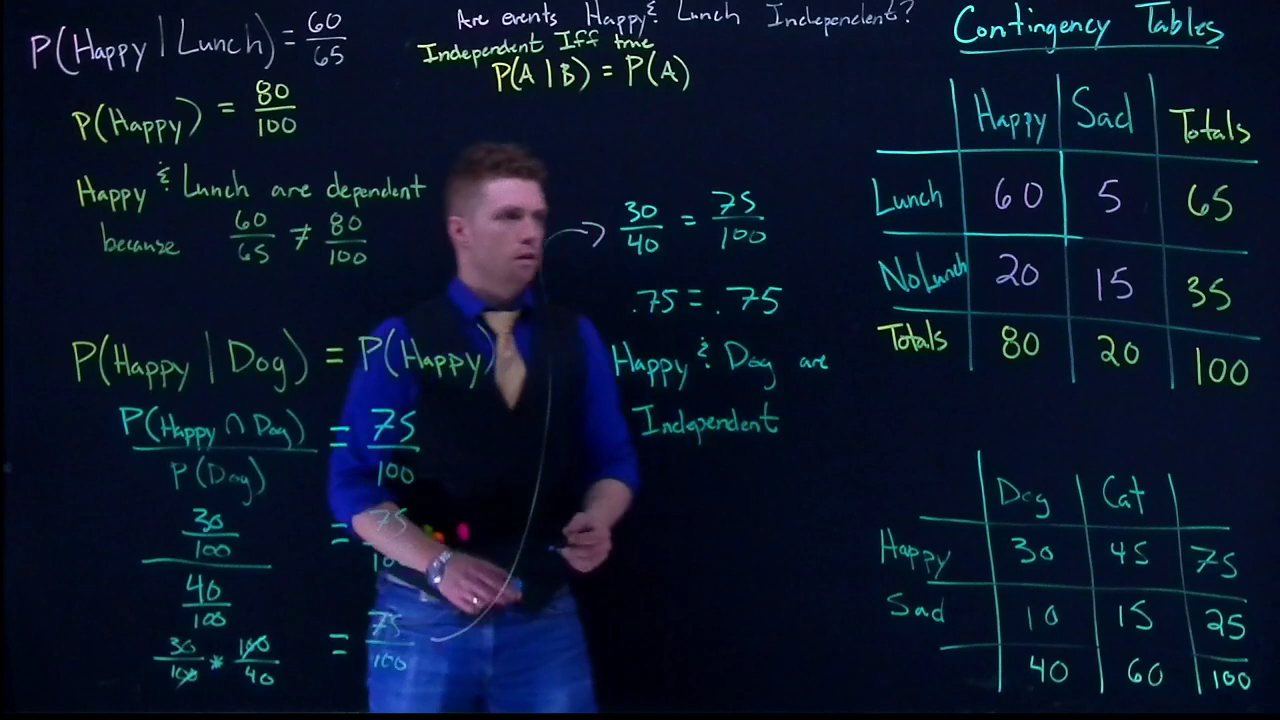 P(Happy | Lunch) = 60/65
P(Happy) = 80/100
Happy & Lunch are dependent
because 60/65 ≠ 80/100
Are events Happy & Lunch Independent?
Independent Iff true
P(A | B) = P(A)
P(Happy | Dog) = P(Happy)
P(Happy ∩ Dog)/P(Dog) = 75/100
30/100 / 40/100 = 75/10
30/100 * 100/40 = 75/100
30/40 = 75/100
.75 = .75
Happy & Dog are
Independent
Contingency Tables
Happy Sad Totals
Lunch 60 5 65
No Lunch 20 15 35
Totals 80 20 100
Dog Cat
Happy 30 45 75
Sad 10 15 25
40 60 100